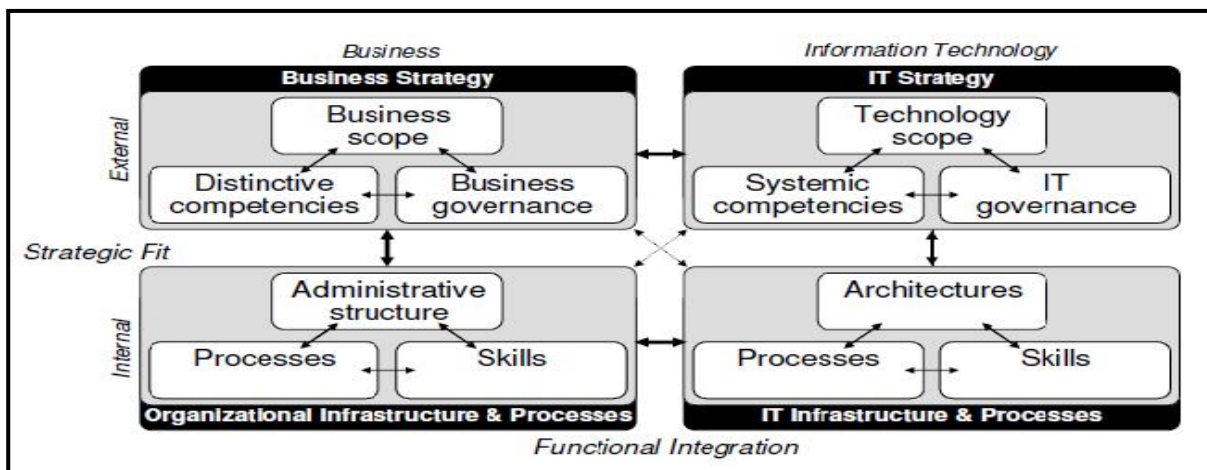 Business
Information Technology
Business Strategy
IT Strategy
External
Business
scope
Technology
scope
Distinctive
competencies
Business
governance
Systemic
competencies
IT
governance
Strategic Fit
Internal
Administrative
structure
Architectures
Processes
Skills
Processes
Skills
Organizational Infrastructure & Processes
IT Infrastructure & Processes
Functional Integration